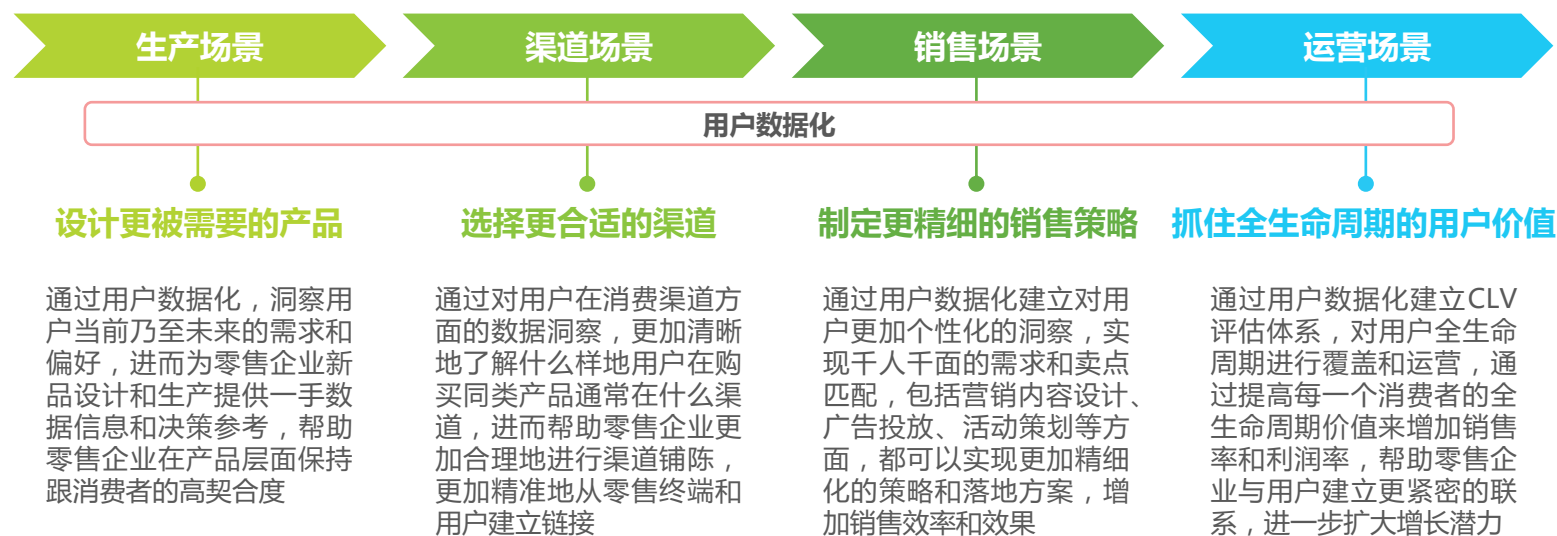 生产场景
渠道场景
销售场景
运营场景
用户数据化
设计更被需要的产品
选择更合适的渠道
制定更精细的销售策略
抓住全生命周期的用户价值
通过用户数据化，洞察用
户当前乃至未来的需求和
偏好，进而为零售企业新
品设计和生产提供一手数
据信息和决策参考，帮助
零售企业在产品层面保持
跟消费者的高契合度
通过对用户在消费渠道方
面的数据洞察，更加清晰
地了解什么样地用户在购
买同类产品通常在什么渠
道，进而帮助零售企业更
加合理地进行渠道铺陈，
更加精准地从零售终端和
用户建立链接
通过用户数据化建立对用
户更加个性化的洞察，实
现千人千面的需求和卖点
匹配，包括营销内容设计、
广告投放、活动策划等方
面，都可以实现更加精细
化的策略和落地方案，增
加销售效率和效果
通过用户数据化建立CLV
评估体系，对用户全生命
周期进行覆盖和运营，通
过提高每一个消费者的全
生命周期价值来增加销售
率和利润率，帮助零售企
业与用户建立更紧密的联
系，进一步扩大增长潜力